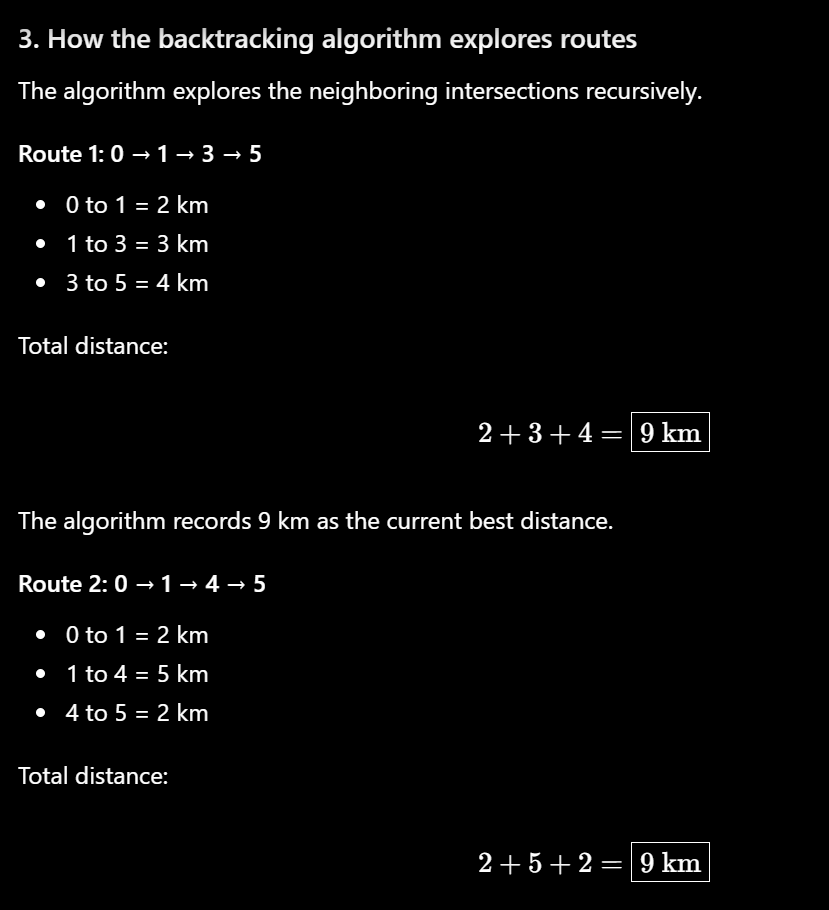 3. How the backtracking algorithm explores routes
The algorithm explores the neighboring intersections recursively.
Route 1: 0 → 1 → 3 → 5
• 0 to 1 = 2 km
• 1 to 3 = 3 km
• 3 to 5 = 4 km
Total distance:
2 + 3 + 4 = 9 km
The algorithm records 9 km as the current best distance.
Route 2: 0 → 1 → 4 → 5
• 0 to 1 = 2 km
• 1 to 4 = 5 km
• 4 to 5 = 2 km
Total distance:
2 + 5 + 2 = 9 km